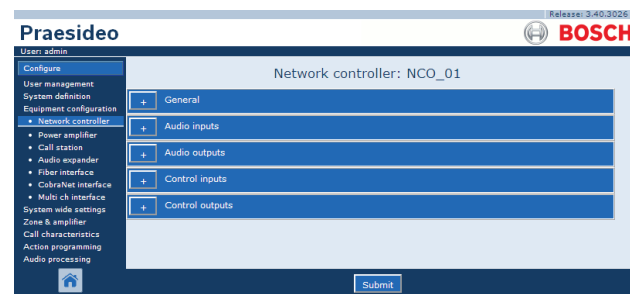 Release: 3.40.3026
Praesideo
BOSCH
User: admin
Configure
User management
System definition
Equipment configuration
• Network controller
• Power amplifier
• Call station
• Audio expander
• Fiber interface
• CobraNet interface
• Multi ch interface
System wide settings
Zone & amplifier
Call characteristics
Action programming
Audio processing
Network controller: NCO_01
+ General
+ Audio inputs
+ Audio outputs
+ Control inputs
+ Control outputs
Submit